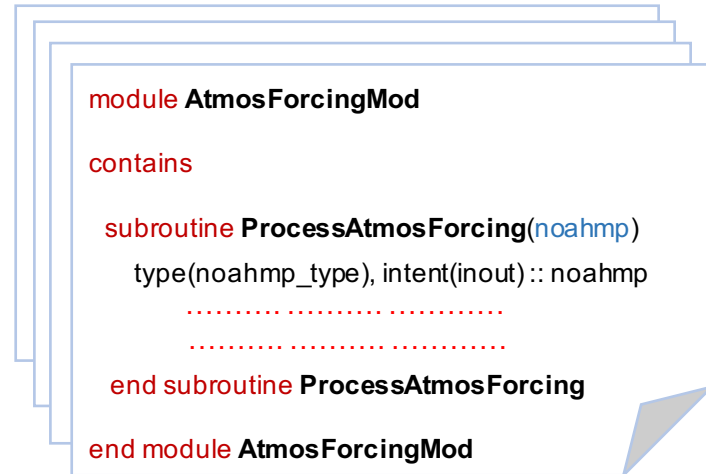 module AtmosForcingMod
contains
subroutine ProcessAtmosForcing(noahmp)
type(noahmp_type), intent(inout) :: noahmp
.......... .......... ............
.......... .......... ............
end subroutine ProcessAtmosForcing
end module AtmosForcingMod